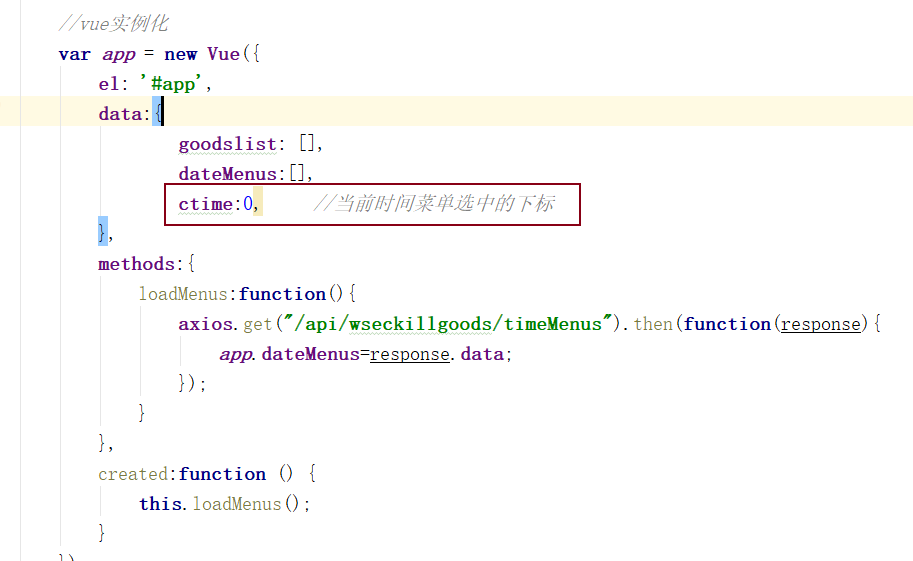 //vue实例化
var app = new Vue({
el: '#app',
data:{
goodslist: [],
dateMenus:[],
ctime:0, //当前时间菜单选中的下标
},
methods:{
loadMenus:function(){
axios.get("/api/wseckillgoods/timeMenus").then(function(response){
app.dateMenus=response.data;
});
}
},
created:function () {
this.loadMenus();
}
})